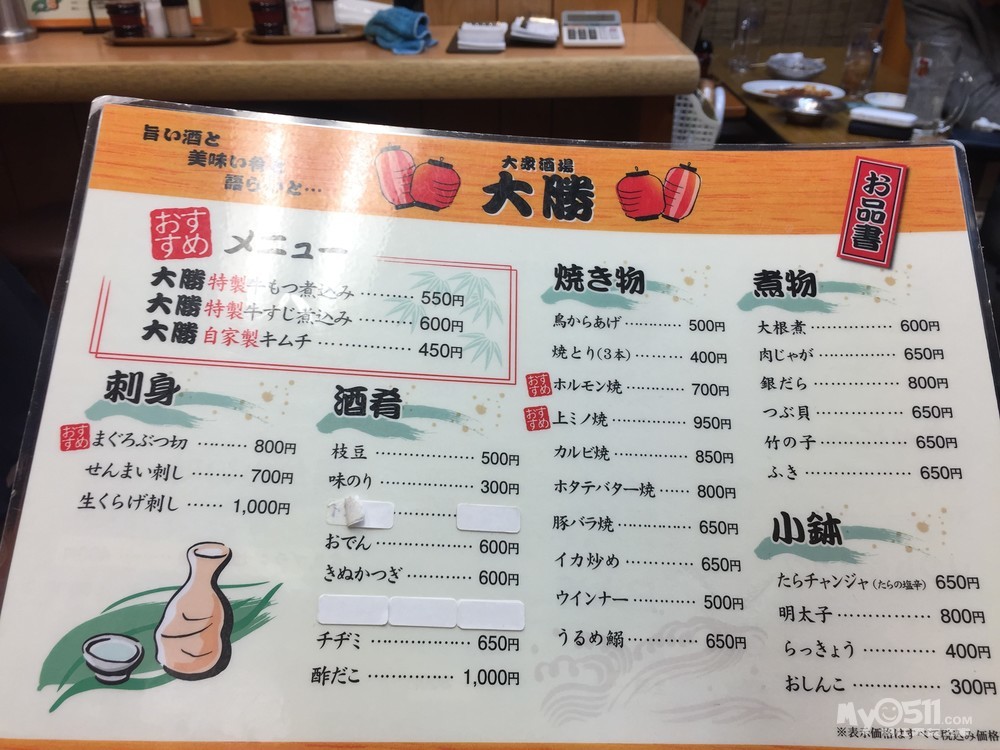 旨い酒と
美味い肴と
語らいと…
大衆酒場
大勝
お品書
おすすめ メニュー
大勝 特製牛もつ煮込み ……… 550円
大勝 特製牛すじ煮込み ……… 600円
大勝 自家製キムチ …………… 450円
刺身
おすすめ まぐろぶつ切 ……… 800円
せんまい刺し ……… 700円
生くらげ刺し …… 1,000円
酒肴
枝豆 …………………… 500円
味のり ………………… 300円
おでん ………………… 600円
きぬかつぎ …………… 600円
チヂミ ………………… 650円
酢だこ ……………… 1,000円
焼き物
鳥からあげ …………… 500円
焼とり(3本) ………… 400円
おすすめ ホルモン焼 ………… 700円
おすすめ 上ミノ焼 …………… 950円
カルビ焼 ……………… 850円
ホタテバター焼 ……… 800円
豚バラ焼 ……………… 650円
イカ炒め ……………… 650円
ウインナー …………… 500円
うるめ鰯 ……………… 650円
煮物
大根煮 ………………… 600円
肉じゃが ……………… 650円
銀だら ………………… 800円
つぶ貝 ………………… 650円
竹の子 ………………… 650円
ふき …………………… 650円
小鉢
たらチャンジャ(たらの塩辛) 650円
明太子 ………………… 800円
らっきょう …………… 400円
おしんこ ……………… 300円
MyO511.COM
※表示価格はすべて税込み価格